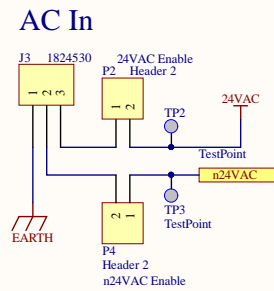 AC In
J3 1824530
24VAC Enable
P2 Header 2
1 2 3
1 2
24VAC
TP2
TestPoint
n24VAC
2 1
TP3
TestPoint
EARTH
P4
Header 2
n24VAC Enable